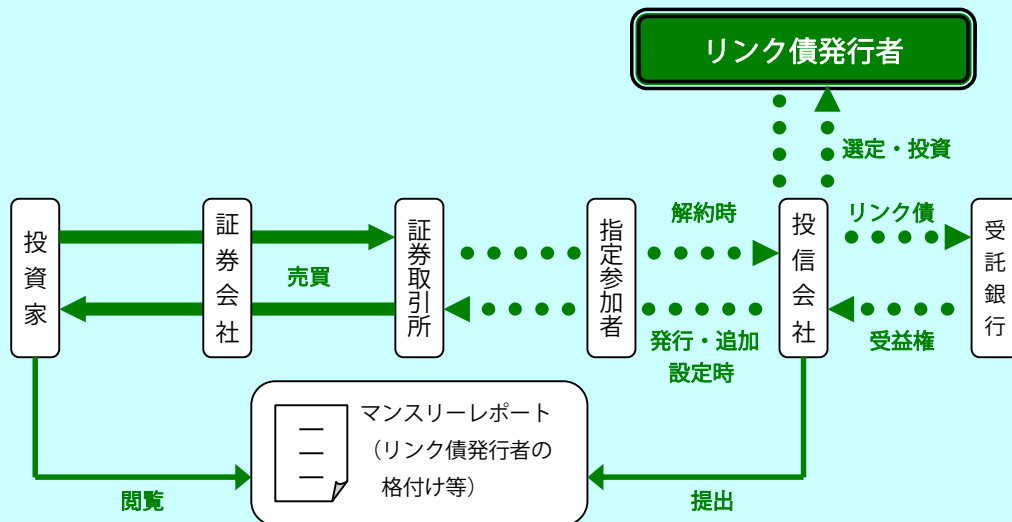 リンク債発行者
選定・投資
投資家
証券会社
証券取引所
指定参加者
投信会社
受託銀行
売買
解約時
発行・追加
設定時
リンク債
受益権
マンスリーレポート
(リンク債発行者の
格付け等)
閲覧
提出